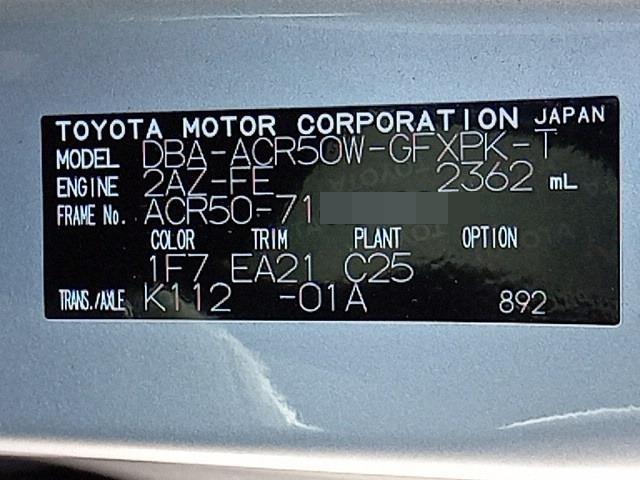 TOYOTA MOTOR CORPORATION JAPAN
MODEL DBA-ACR50W-GFXPK-T
ENGINE 2AZ-FE 2362 mL
FRAME No. ACR50-71
COLOR TRIM PLANT OPTION
1F7 EA21 C25
TRANS./AXLE K112 -01A 892